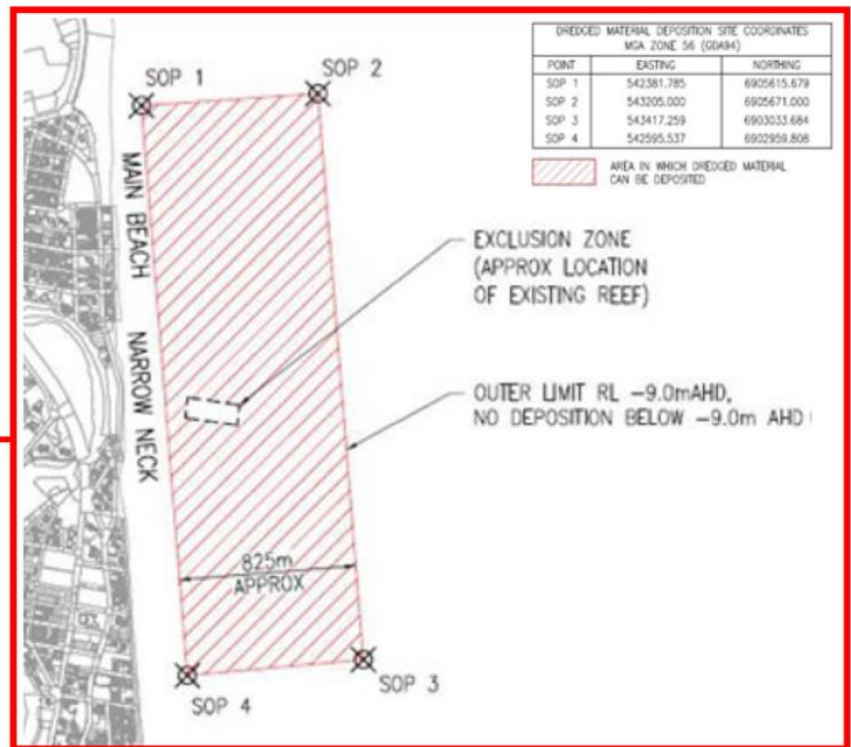 DREDGED MATERIAL DEPOSITION SITE COORDINATES
MGA ZONE 56 (GDA94)
POINT EASTING NORTHING
SOP 1 542381.785 6905615.679
SOP 2 543205.000 6905671.000
SOP 3 543417.259 6903033.684
SOP 4 542595.537 6902959.808
AREA IN WHICH DREDGED MATERIAL
CAN BE DEPOSITED
SOP 1
SOP 2
MAIN BEACH
NARROW NECK
EXCLUSION ZONE
(APPROX LOCATION
OF EXISTING REEF)
OUTER LIMIT RL -9.0mAHD,
NO DEPOSITION BELOW -9.0m AHD
825m
APPROX
SOP 3
SOP 4